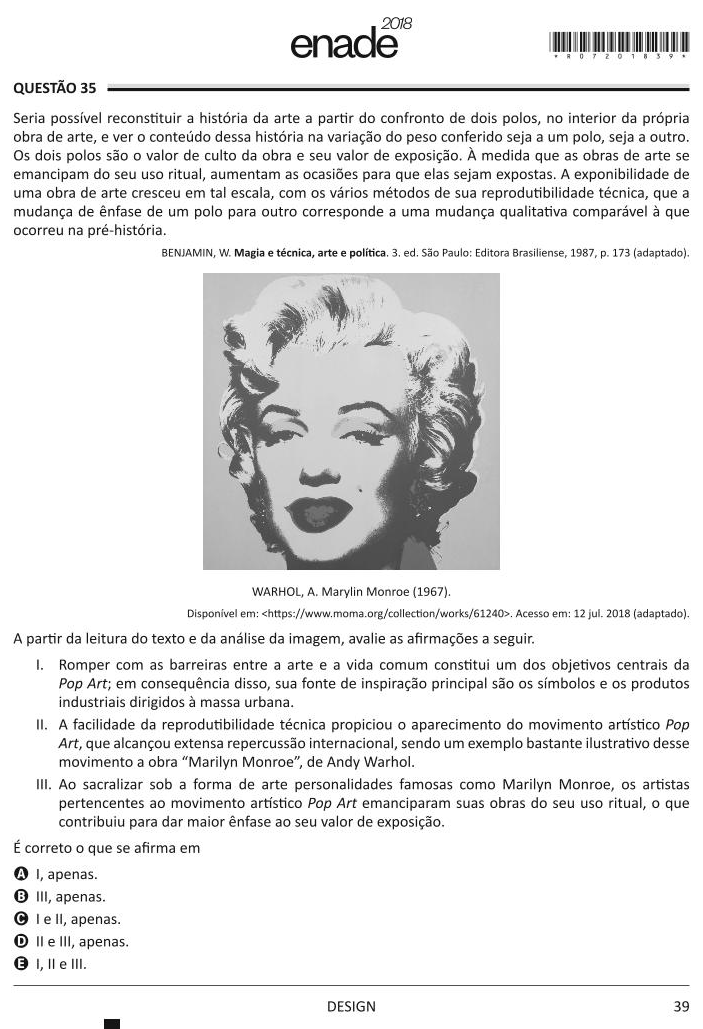 enade 2018
*R07201839*
QUESTÃO 35
Seria possível reconstituir a história da arte a partir do confronto de dois polos, no interior da própria
obra de arte, e ver o conteúdo dessa história na variação do peso conferido seja a um polo, seja a outro.
Os dois polos são o valor de culto da obra e seu valor de exposição. À medida que as obras de arte se
emancipam do seu uso ritual, aumentam as ocasiões para que elas sejam expostas. A exponibilidade de
uma obra de arte cresceu em tal escala, com os vários métodos de sua reprodutibilidade técnica, que a
mudança de ênfase de um polo para outro corresponde a uma mudança qualitativa comparável à que
ocorreu na pré-história.
BENJAMIN, W. Magia e técnica, arte e política. 3. ed. São Paulo: Editora Brasiliense, 1987, p. 173 (adaptado).
WARHOL, A. Marylin Monroe (1967).
Disponível em: <https://www.moma.org/collection/works/61240>. Acesso em: 12 jul. 2018 (adaptado).
A partir da leitura do texto e da análise da imagem, avalie as afirmações a seguir.
I. Romper com as barreiras entre a arte e a vida comum constitui um dos objetivos centrais da
Pop Art; em consequência disso, sua fonte de inspiração principal são os símbolos e os produtos
industriais dirigidos à massa urbana.
II. A facilidade da reprodutibilidade técnica propiciou o aparecimento do movimento artístico Pop
Art, que alcançou extensa repercussão internacional, sendo um exemplo bastante ilustrativo desse
movimento a obra “Marilyn Monroe”, de Andy Warhol.
III. Ao sacralizar sob a forma de arte personalidades famosas como Marilyn Monroe, os artistas
pertencentes ao movimento artístico Pop Art emanciparam suas obras do seu uso ritual, o que
contribuiu para dar maior ênfase ao seu valor de exposição.
É correto o que se afirma em
A I, apenas.
B III, apenas.
C I e II, apenas.
D II e III, apenas.
E I, II e III.
DESIGN 39